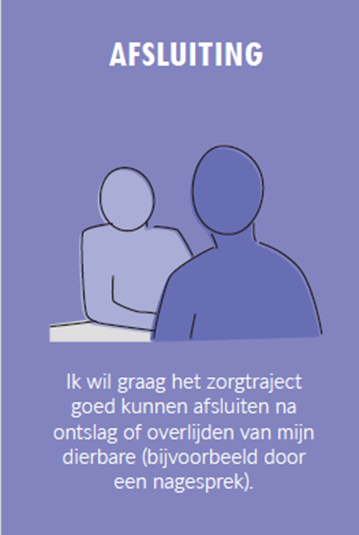 AFSLUITING
Ik wil graag het zorgtraject
goed kunnen afsluiten na
ontslag of overlijden van mijn
dierbare (bijvoorbeeld door
een nagesprek).